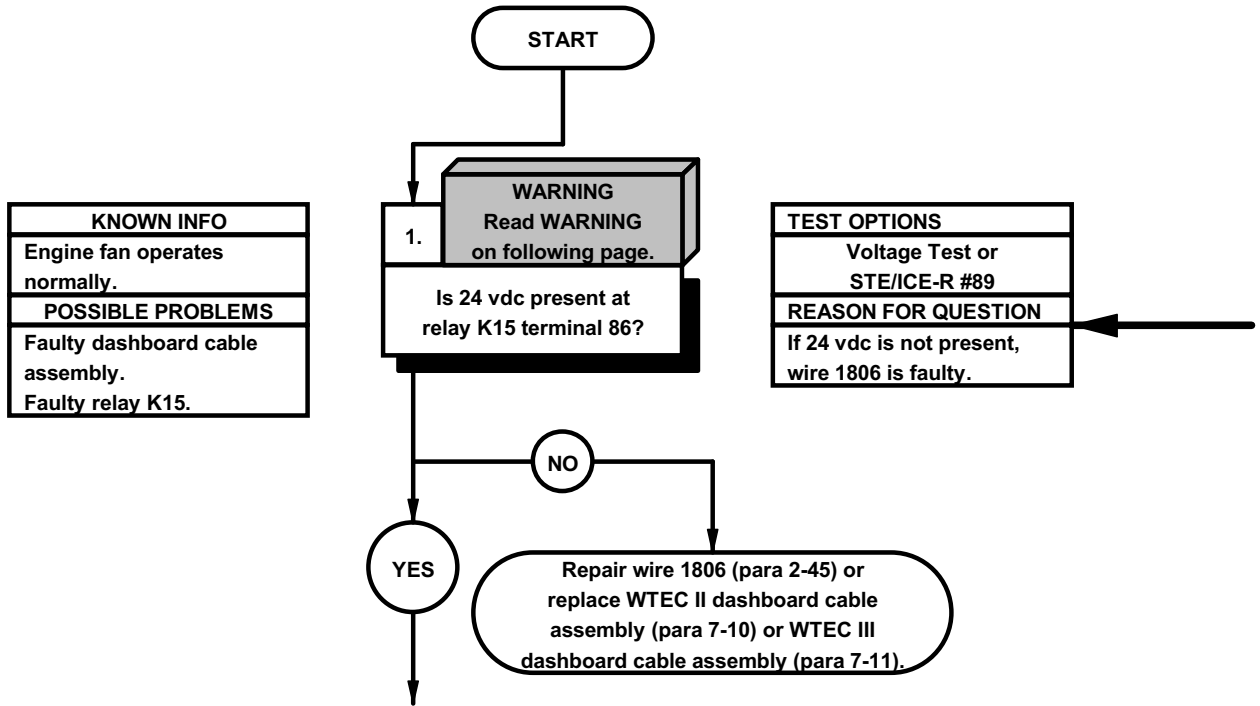 START
KNOWN INFO
Engine fan operates
normally.
POSSIBLE PROBLEMS
Faulty dashboard cable
assembly.
Faulty relay K15.
1.
WARNING
Read WARNING
on following page.
Is 24 vdc present at
relay K15 terminal 86?
TEST OPTIONS
Voltage Test or
STE/ICE-R #89
REASON FOR QUESTION
If 24 vdc is not present,
wire 1806 is faulty.
NO
YES
Repair wire 1806 (para 2-45) or
replace WTEC II dashboard cable
assembly (para 7-10) or WTEC III
dashboard cable assembly (para 7-11).